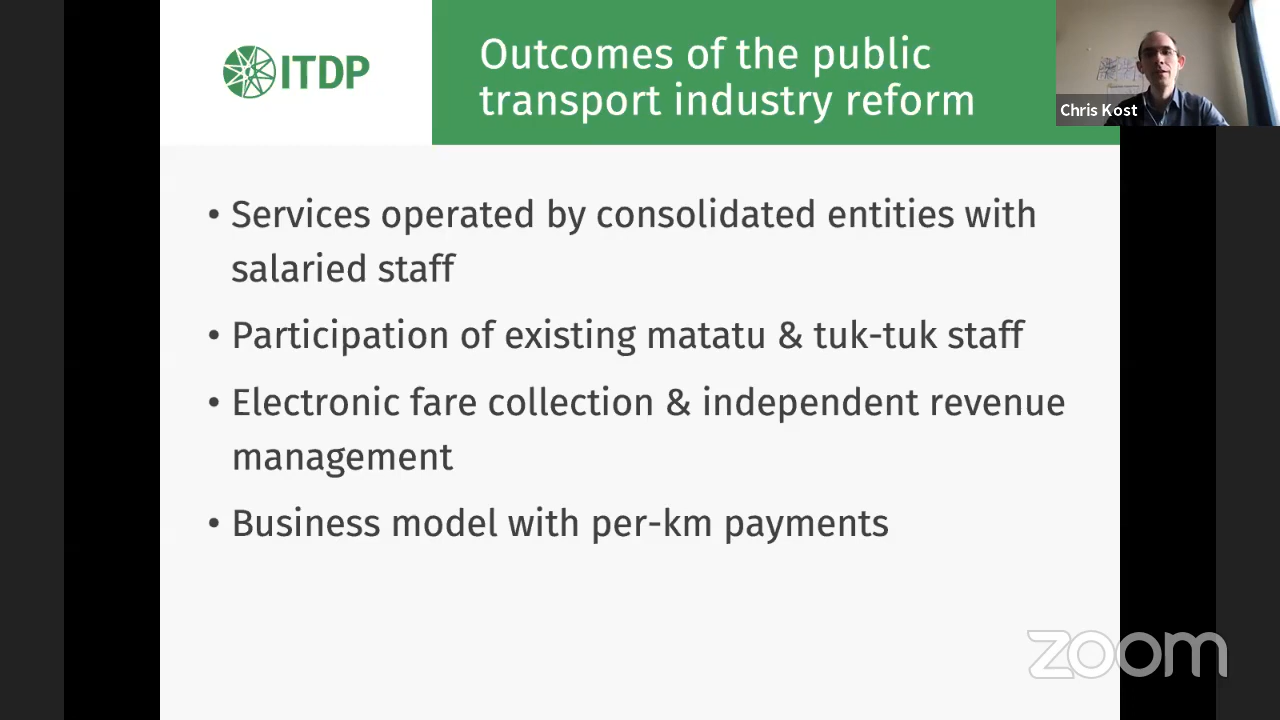 ITDP
Outcomes of the public
transport industry reform
Chris Kost
• Services operated by consolidated entities with
salaried staff
• Participation of existing matatu & tuk-tuk staff
• Electronic fare collection & independent revenue
management
• Business model with per-km payments
zoom